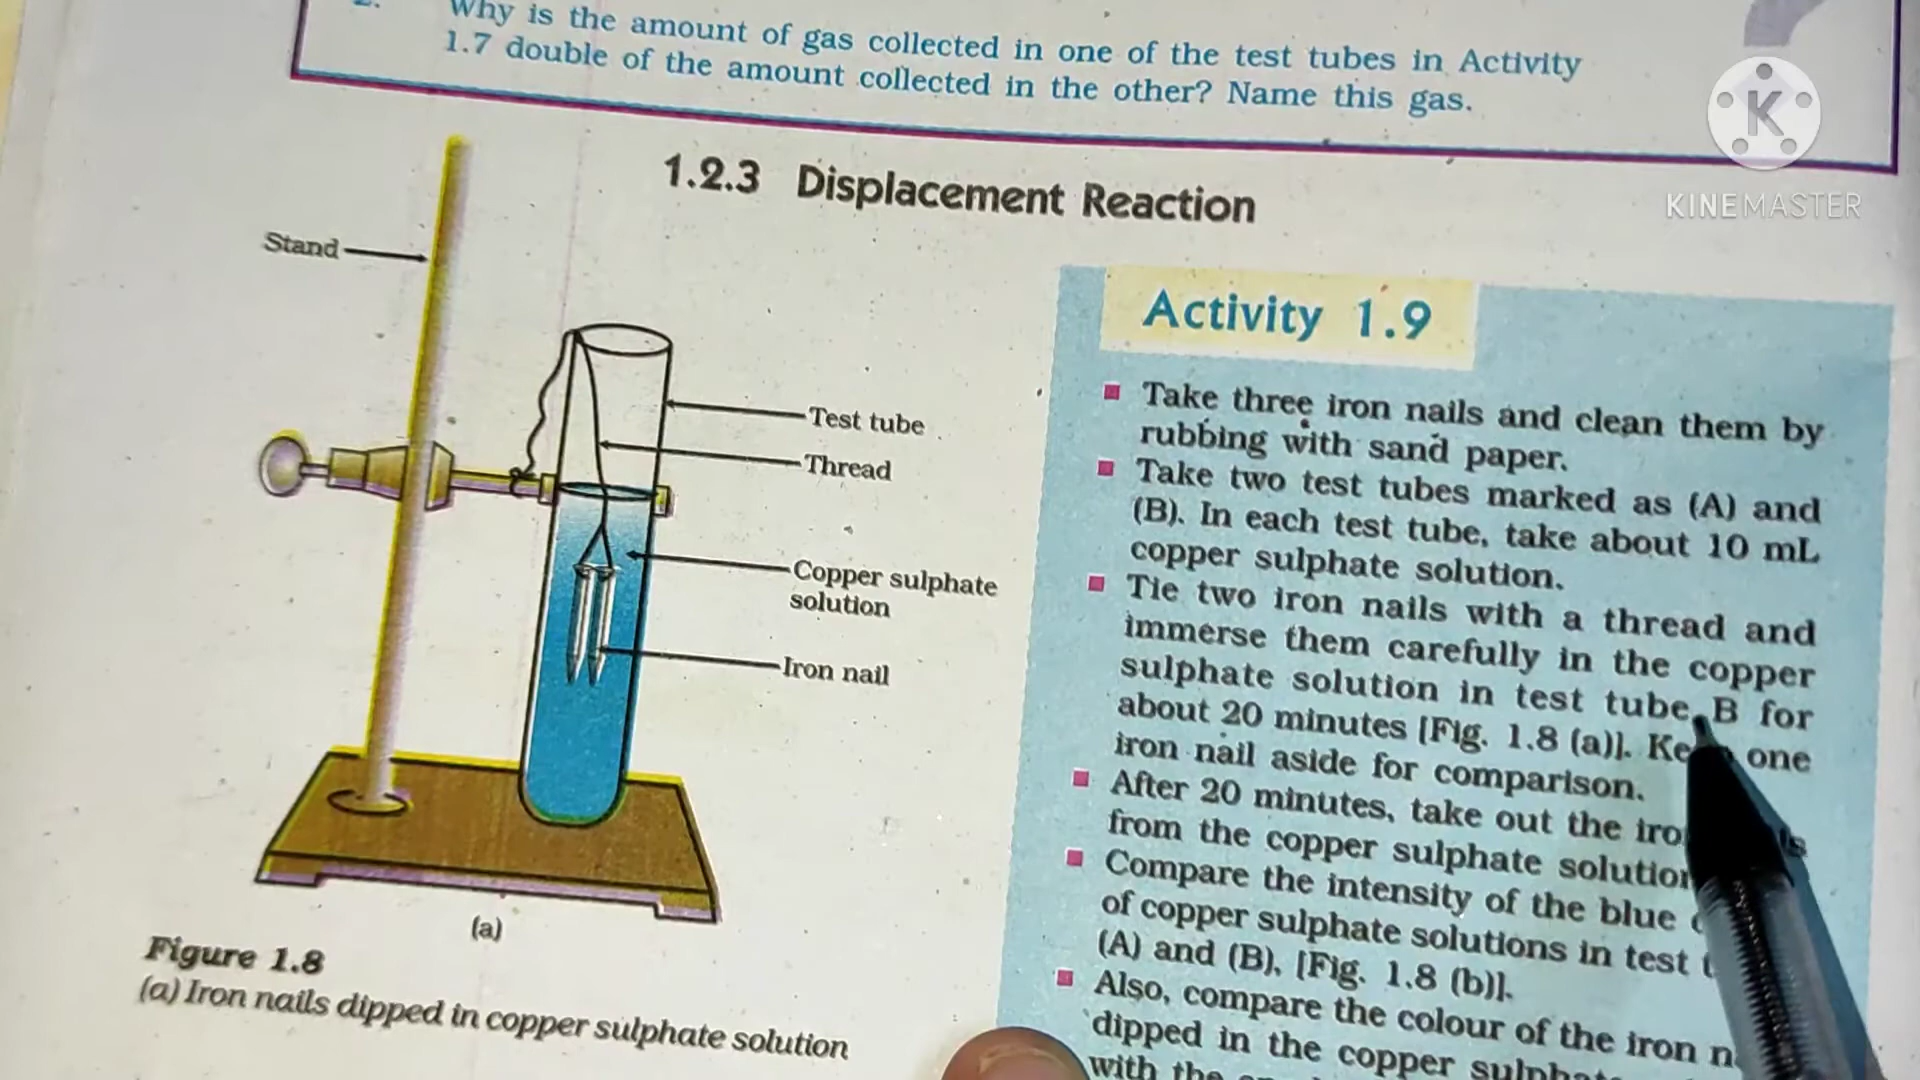 Why is the amount of gas collected in one of the test tubes in Activity
1.7 double of the amount collected in the other? Name this gas.
K
KINEMASTER
1.2.3 Displacement Reaction
Stand
Test tube
Thread
Copper sulphate
solution
Iron nail
(a)
Figure 1.8
(a) Iron nails dipped in copper sulphate solution
Activity 1.9
Take three iron nails and clean them by
rubbing with sand paper.
Take two test tubes marked as (A) and
(B). In each test tube, take about 10 mL
copper sulphate solution.
Tie two iron nails with a thread and
immerse them carefully in the copper
sulphate solution in test tube B for
about 20 minutes [Fig. 1.8 (a)]. one
iron nail aside for comparison.
After 20 minutes, take out the
from the copper sulphate
Compare the intensity of the blue
of copper sulphate solutions in test
(A) and (B), [Fig. 1.8 (b)].
Also, compare the colour of the iron
dipped in the copper
with